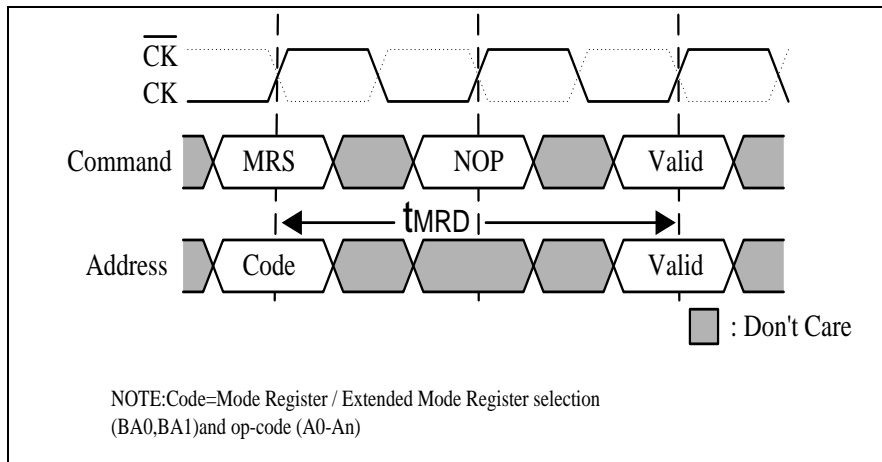 CK
CK
Command MRS NOP Valid
tMRD
Address Code Valid
: Don't Care
NOTE:Code=Mode Register / Extended Mode Register selection
(BA0,BA1)and op-code (A0-An)